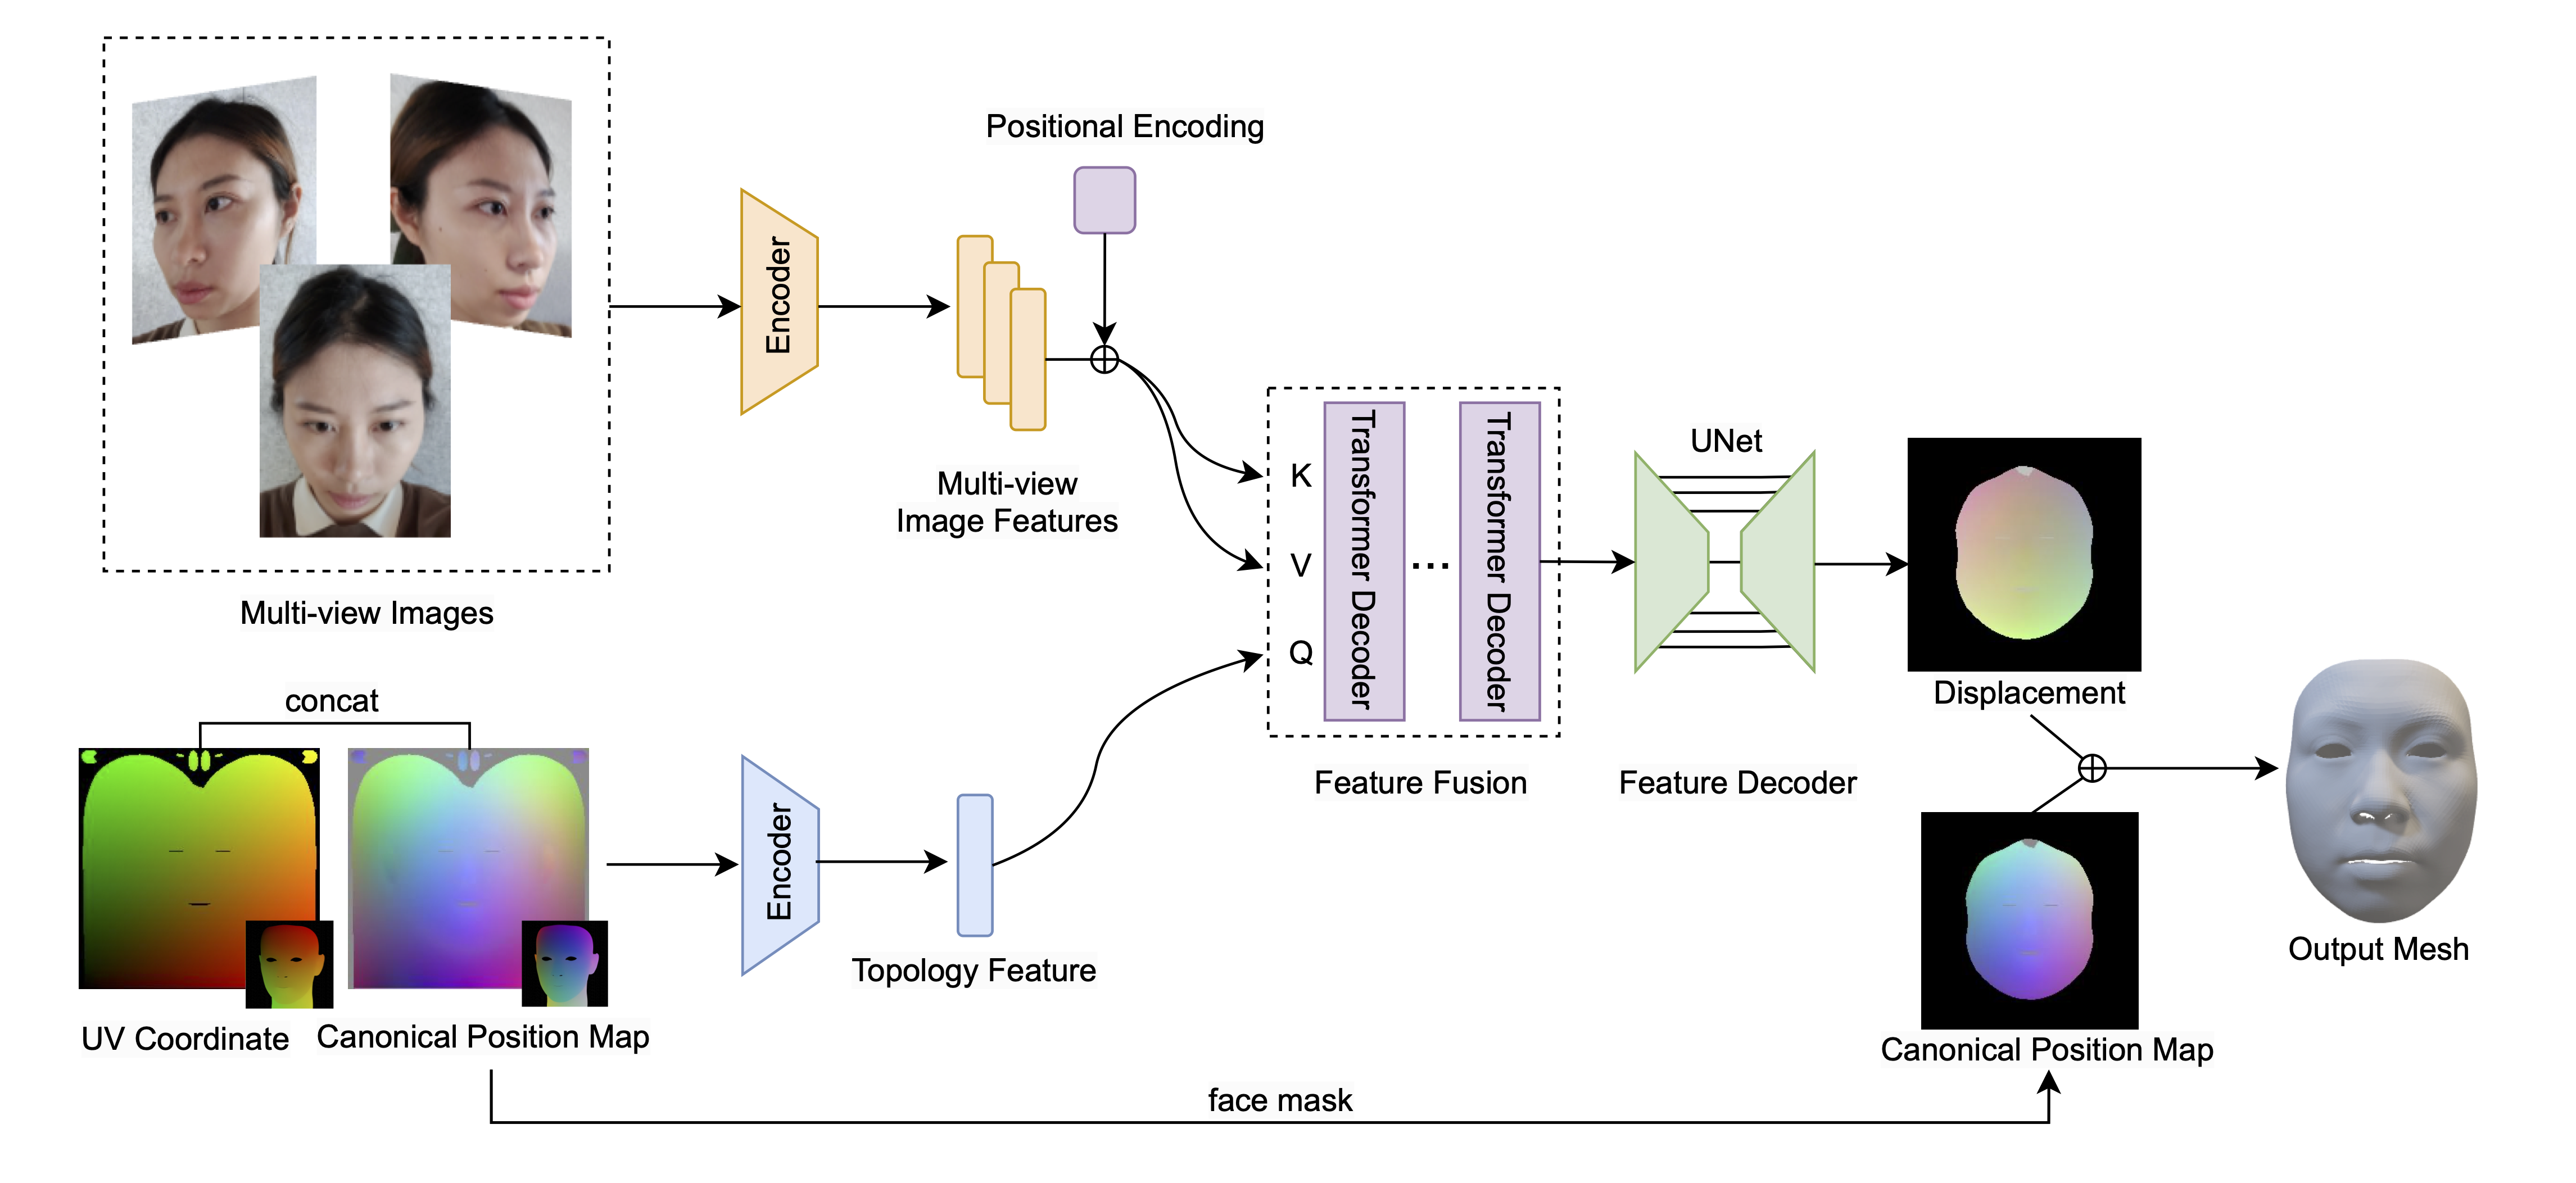 Positional Encoding
Encoder
Multi-view
Image Features
Multi-view Images
K
V
Q
Transformer Decoder
...
Transformer Decoder
Feature Fusion
UNet
Feature Decoder
Displacement
concat
UV Coordinate
Canonical Position Map
Encoder
Topology Feature
Canonical Position Map
Output Mesh
face mask